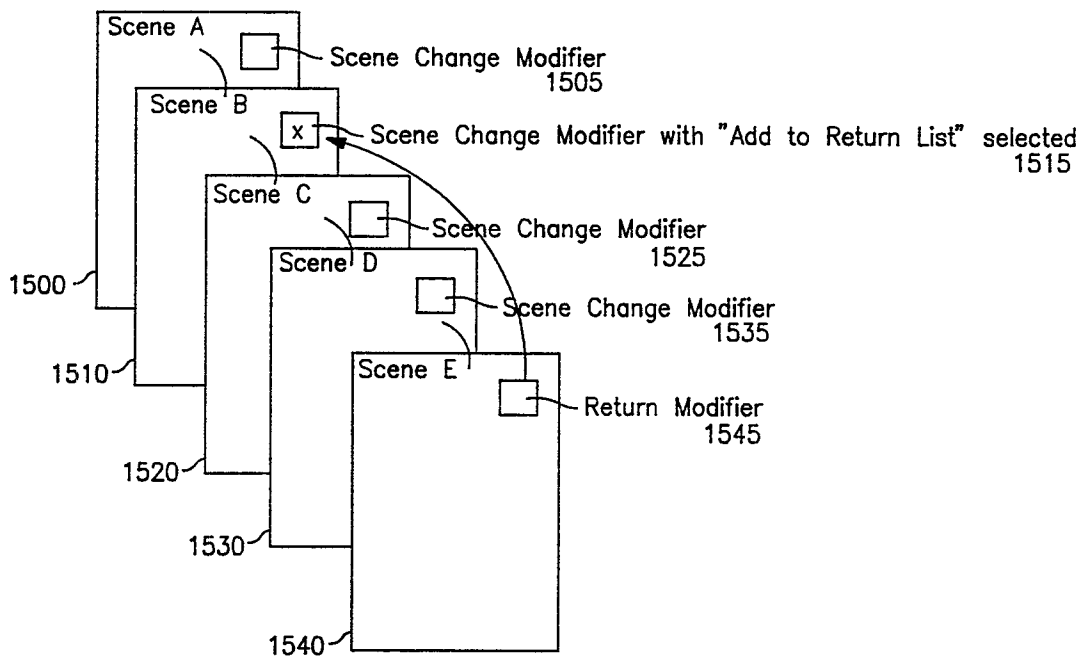 Scene A
Scene Change Modifier
1505
Scene B
x
Scene Change Modifier with "Add to Return List" selected
1515
Scene C
Scene Change Modifier
1525
Scene D
1500
Scene Change Modifier
1535
1510
Scene E
Return Modifier
1545
1520
1530
1540